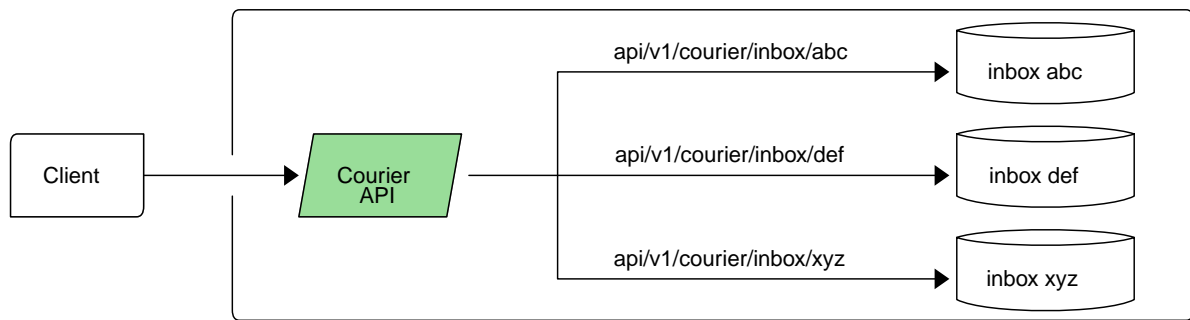 api/v1/courier/inbox/abc
inbox abc
Client
Courier
API
api/v1/courier/inbox/def
inbox def
api/v1/courier/inbox/xyz
inbox xyz